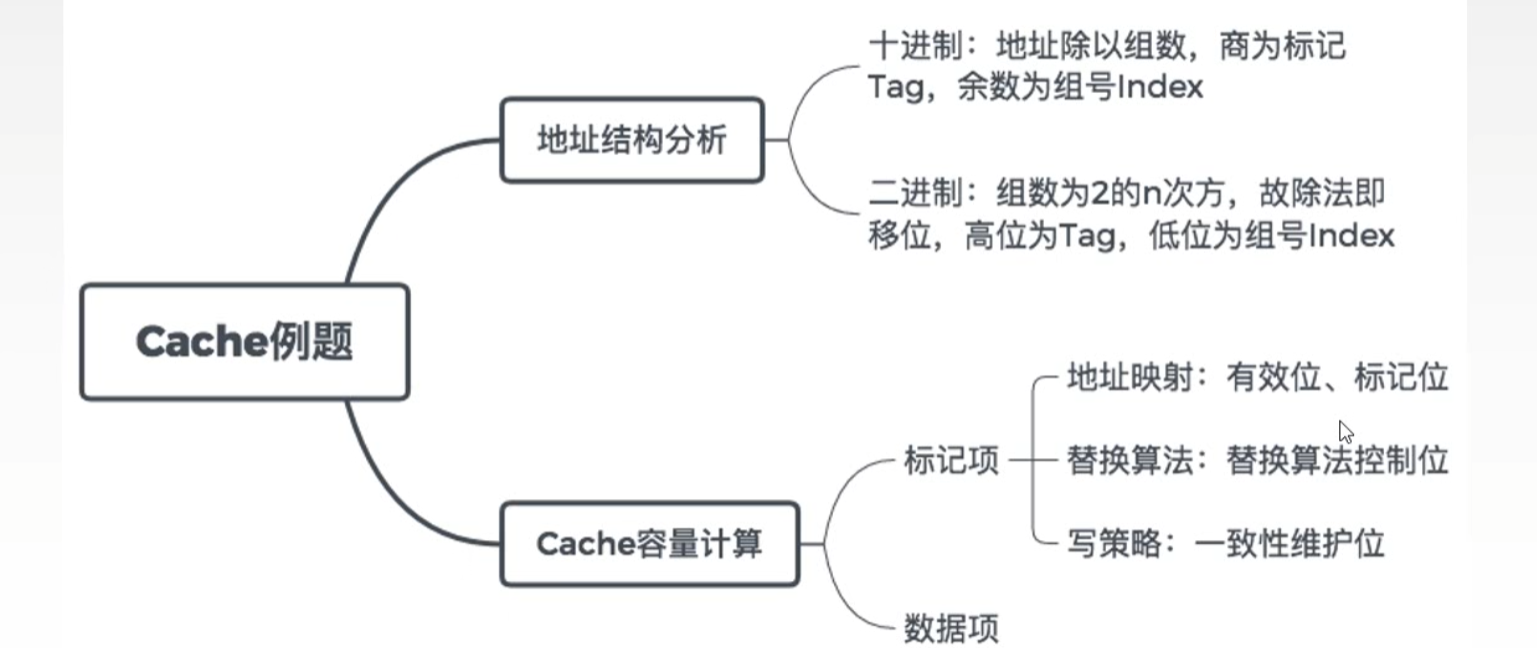 十进制：地址除以组数，商为标记
Tag，余数为组号Index
地址结构分析
二进制：组数为2的n次方，故除法即
移位，高位为Tag，低位为组号Index
Cache例题
地址映射：有效位、标记位
标记项
替换算法：替换算法控制位
Cache容量计算
写策略：一致性维护位
数据项